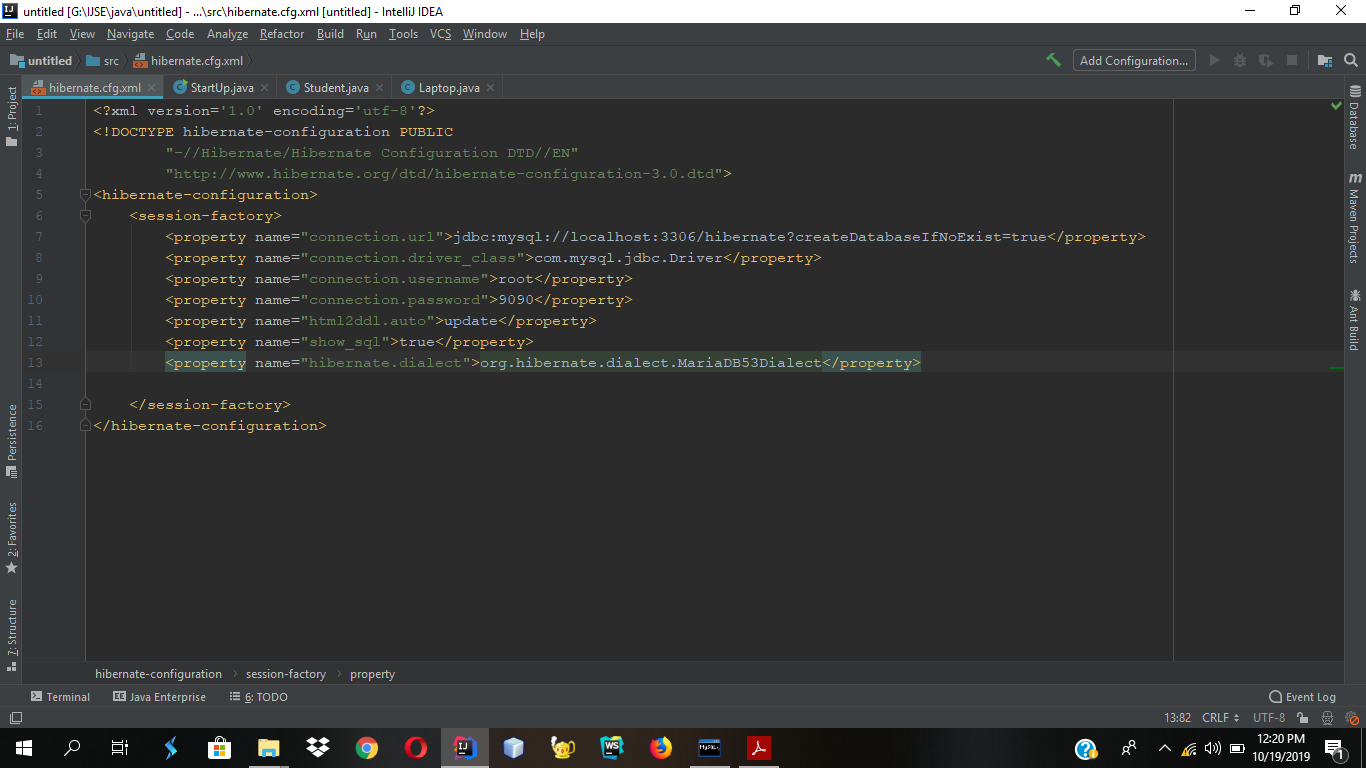 untitled [G:\IJSE\java\untitled] - ...\src\hibernate.cfg.xml [untitled] - IntelliJ IDEA
File Edit View Navigate Code Analyze Refactor Build Run Tools VCS Window Help
untitled src hibernate.cfg.xml Add Configuration...
hibernate.cfg.xml StartUp.java Student.java Laptop.java
1: Project
1 <?xml version='1.0' encoding='utf-8'?>
2 <!DOCTYPE hibernate-configuration PUBLIC
3 "-//Hibernate/Hibernate Configuration DTD//EN"
4 "http://www.hibernate.org/dtd/hibernate-configuration-3.0.dtd">
5 <hibernate-configuration>
6 <session-factory>
7 <property name="connection.url">jdbc:mysql://localhost:3306/hibernate?createDatabaseIfNoExist=true</property>
8 <property name="connection.driver_class">com.mysql.jdbc.Driver</property>
9 <property name="connection.username">root</property>
10 <property name="connection.password">9090</property>
11 <property name="html2ddl.auto">update</property>
12 <property name="show_sql">true</property>
13 <property name="hibernate.dialect">org.hibernate.dialect.MariaDB53Dialect</property>
14
15 </session-factory>
16 </hibernate-configuration>
Database
Maven Projects
Ant Build
Persistence
2: Favorites
7: Structure
hibernate-configuration session-factory property
Terminal Java Enterprise 6: TODO Event Log
13:82 CRLF UTF-8
12:20 PM
10/19/2019
1